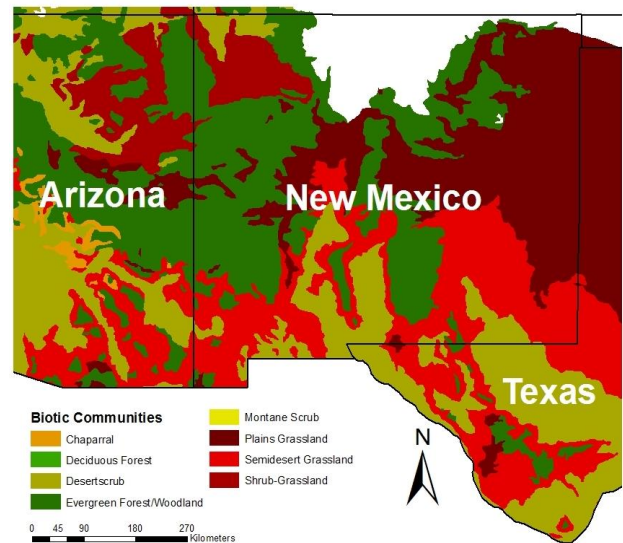 Arizona
New Mexico
Texas
Biotic Communities
Chaparral
Deciduous Forest
Desertscrub
Evergreen Forest/Woodland
Montane Scrub
Plains Grassland
Semidesert Grassland
Shrub-Grassland
N
0 45 90 180 270
Kilometers